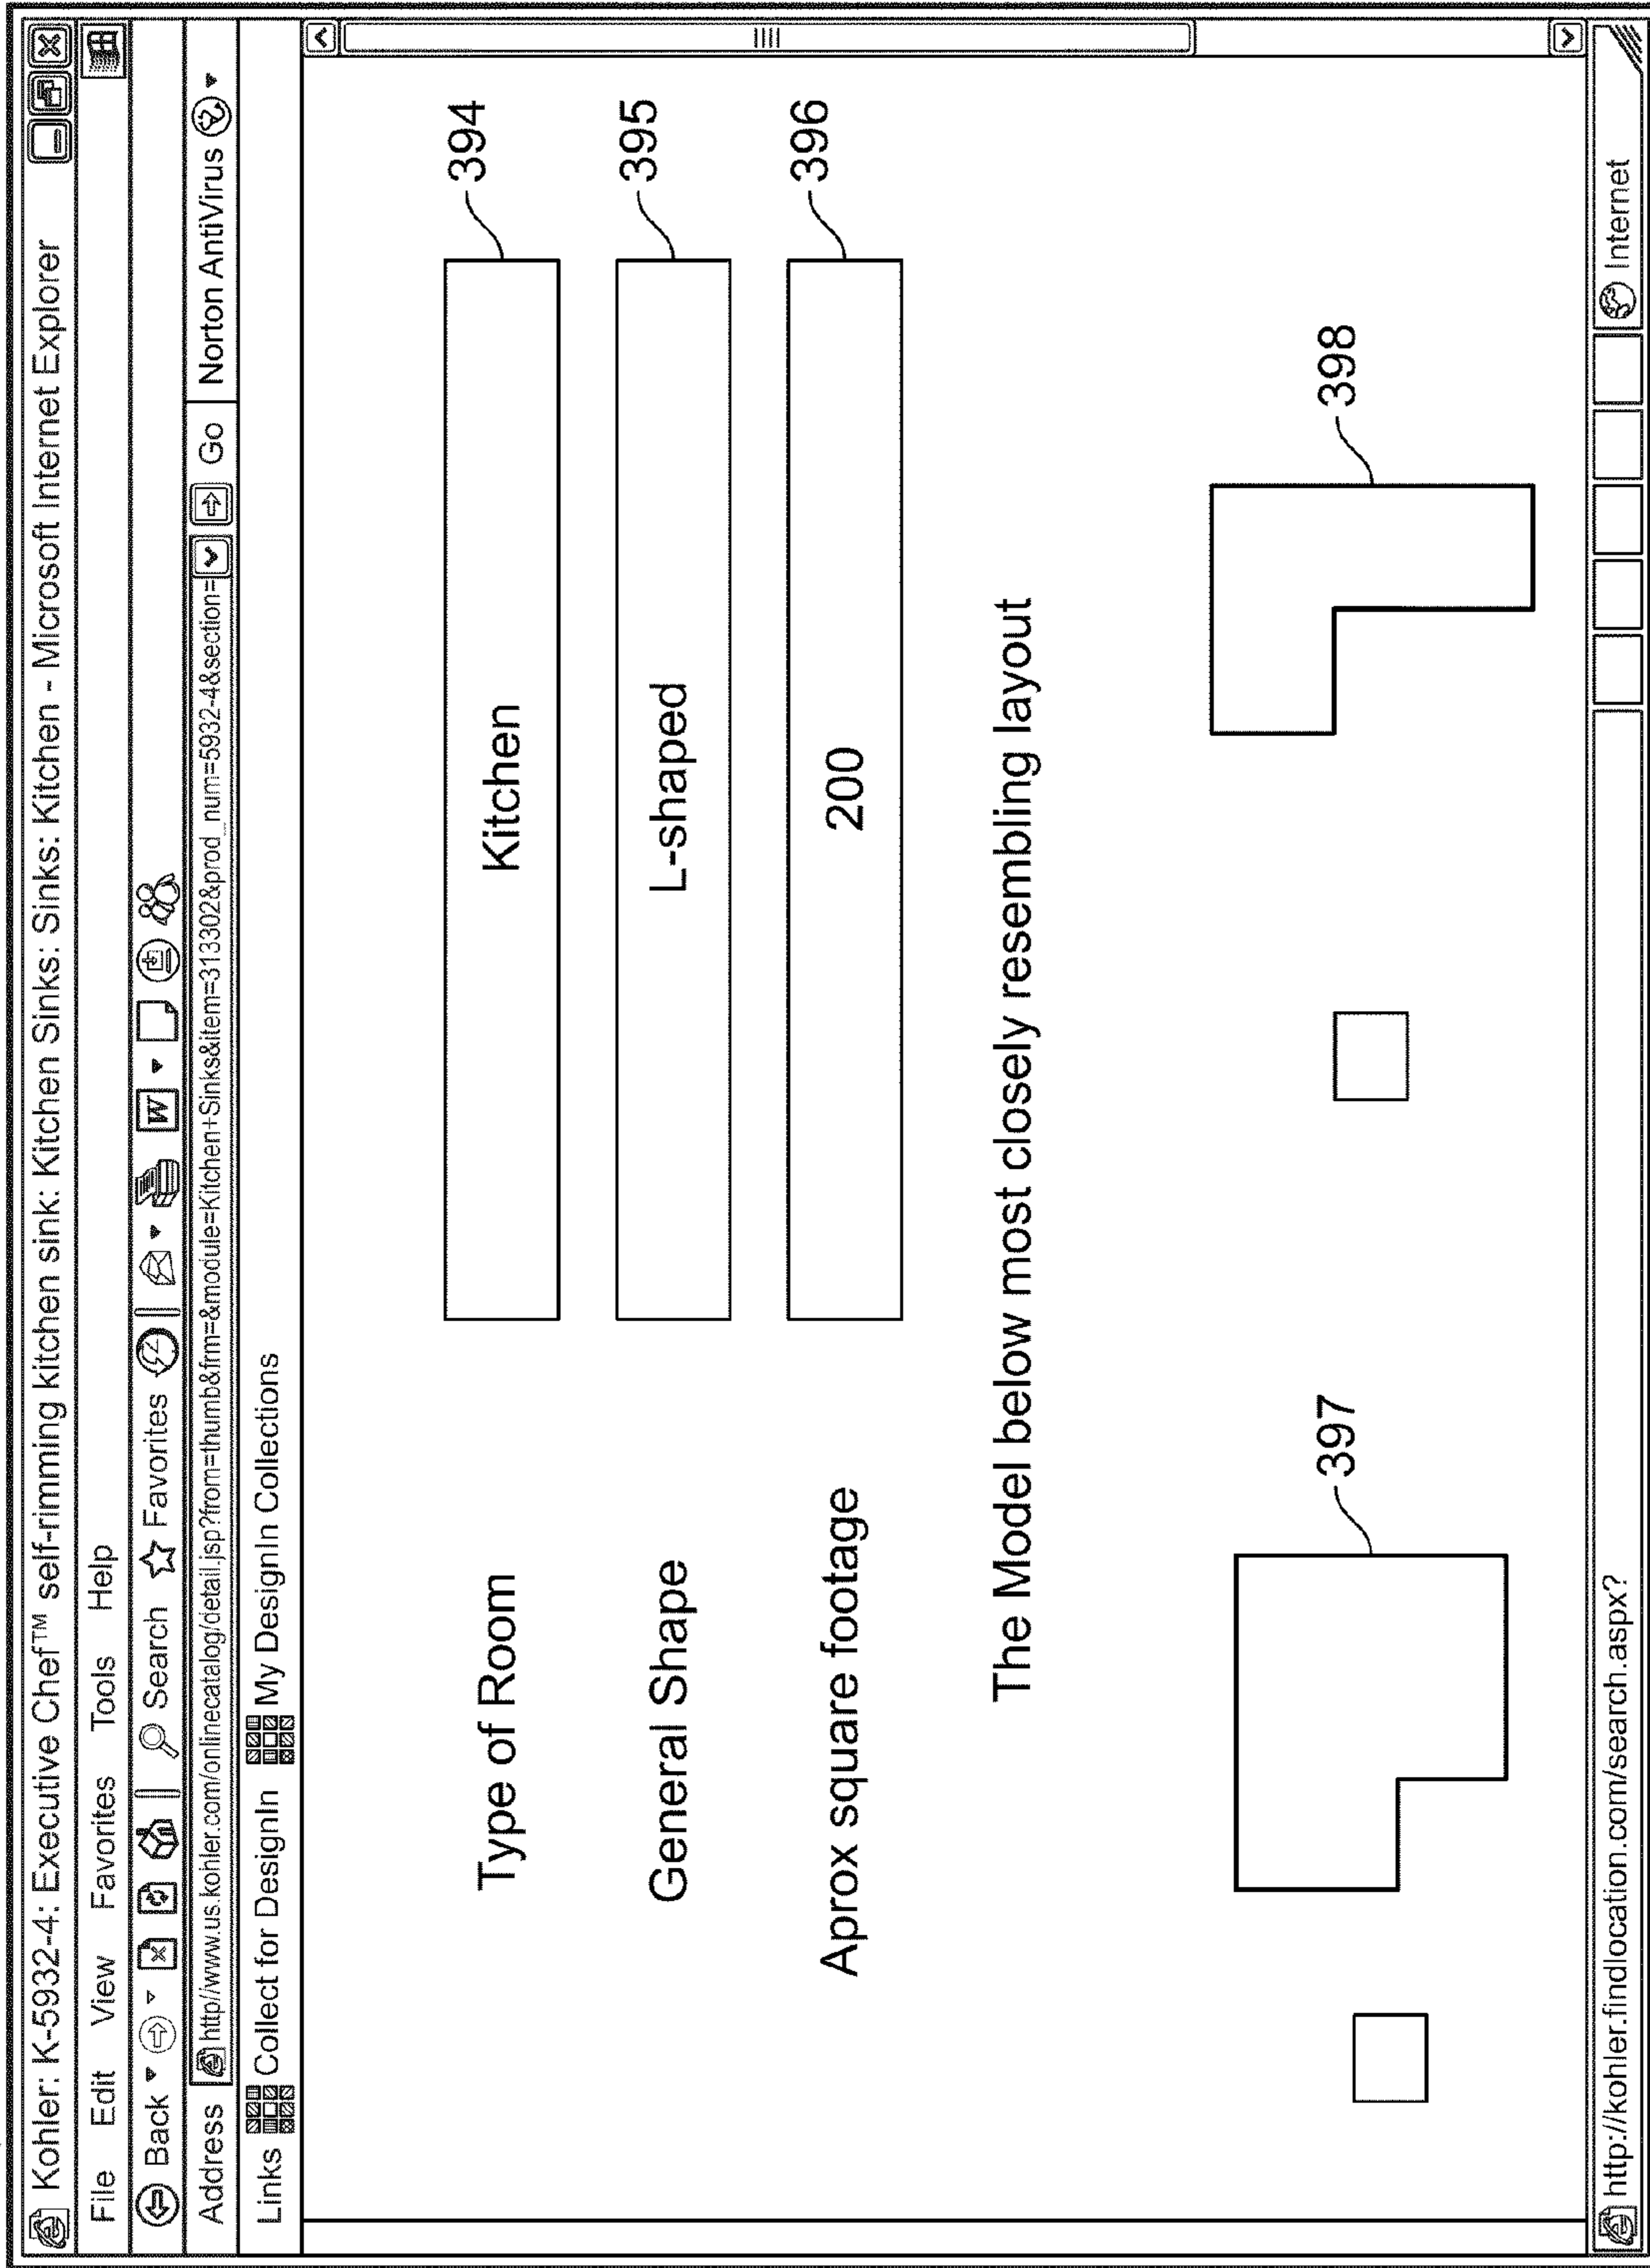 Kohler: K-5932-4: Executive Chef™ self-rimming kitchen sink: Kitchen Sinks: Sinks: Kitchen - Microsoft Internet Explorer
File Edit View Favorites Tools Help
Back Search Favorites W
Address http//www.us.kohler.com/onlinecatalog/detail.jsp?from=thumb&frm=&module=Kitchen+Sinks&item=313302&prod_num=5932-4&section= Go Norton AntiVirus
Links Collect for DesignIn My DesignIn Collections
Type of Room Kitchen 394
General Shape L-shaped 395
Aprox square footage 200 396
The Model below most closely resembling layout
397 398
http://kohler.findlocation.com/search.aspx? Internet